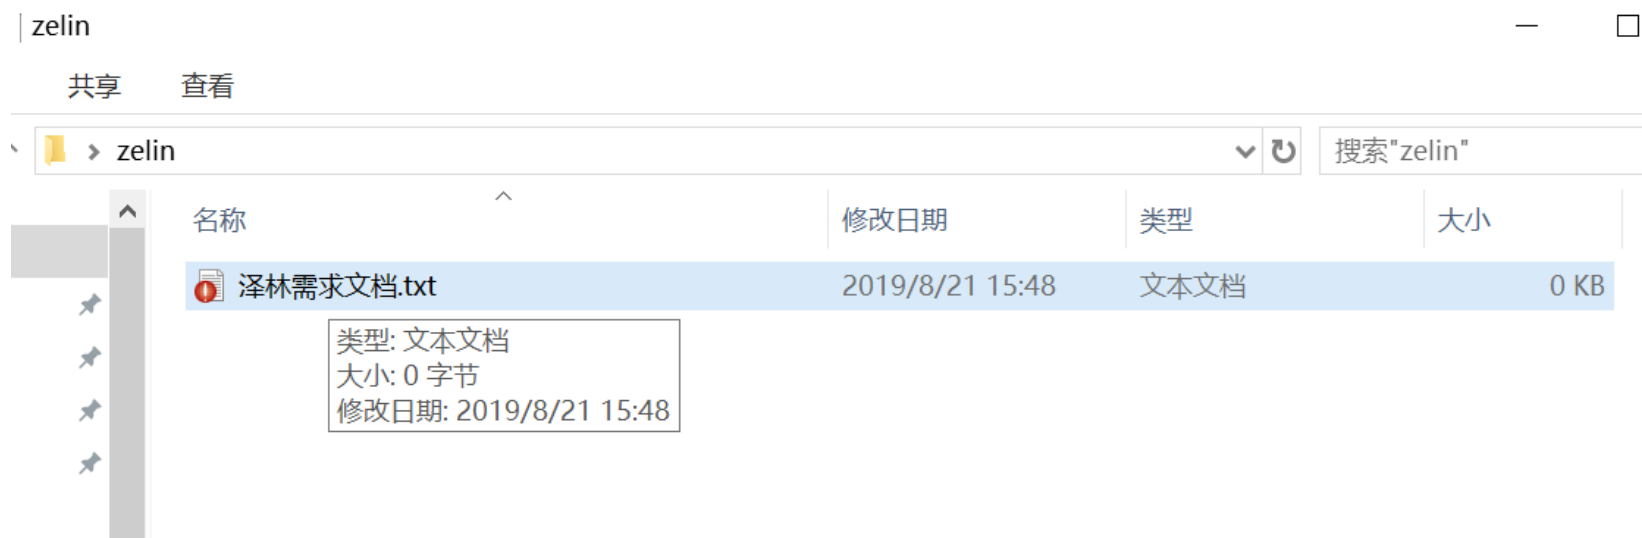 zelin
共享 查看
zelin 搜索"zelin"
名称 修改日期 类型 大小
泽林需求文档.txt 2019/8/21 15:48 文本文档 0 KB
类型: 文本文档
大小: 0 字节
修改日期: 2019/8/21 15:48